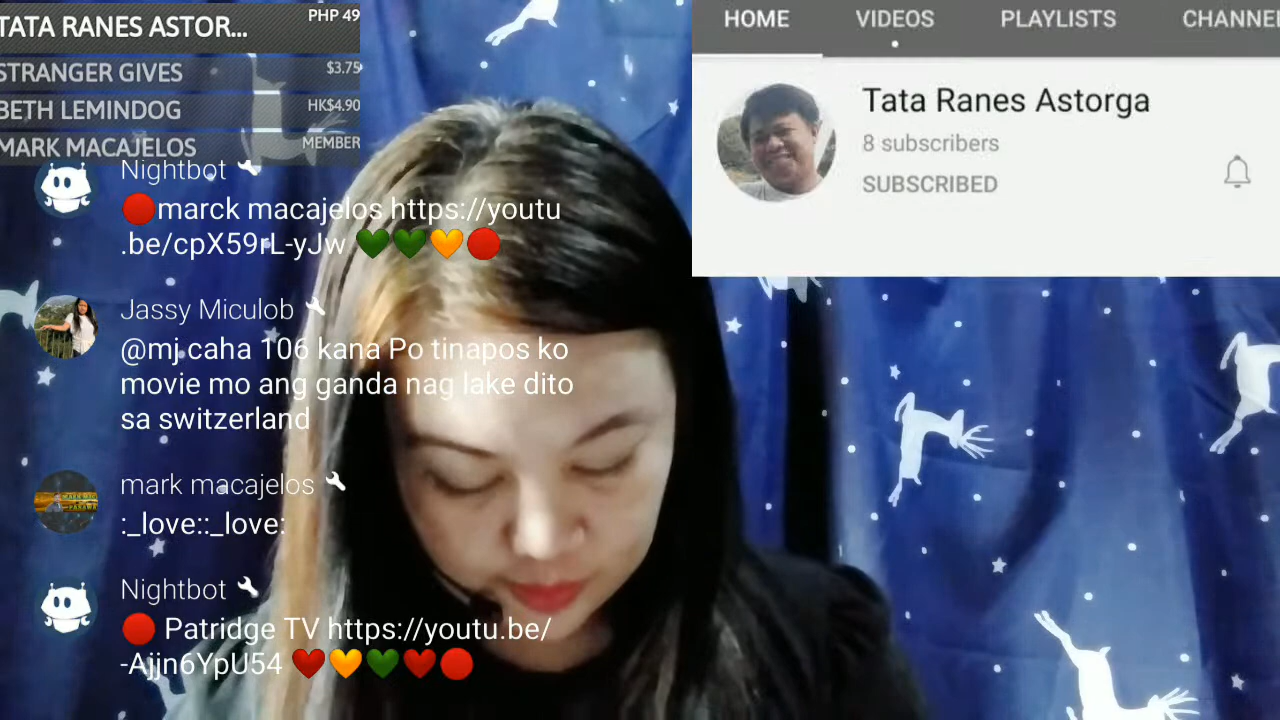 TATA RANES ASTOR...
PHP 49
STRANGER GIVES
$3.75
BETH LEMINDOG
HK$4.90
MARK MACAJELOS
MEMBER
Nightbot
marck macajelos https://youtu
.be/cpX59rL-yJw
Jassy Miculob
@mj.caha 106 kana Po tinapos ko
movie mo ang ganda nag lake dito
sa switzerland
mark macajelos
:_love::_love:
Nightbot
Patridge TV https://youtu.be/
-Ajjn6YpU54
HOME VIDEOS PLAYLISTS CHANNE
Tata Ranes Astorga
8 subscribers
SUBSCRIBED